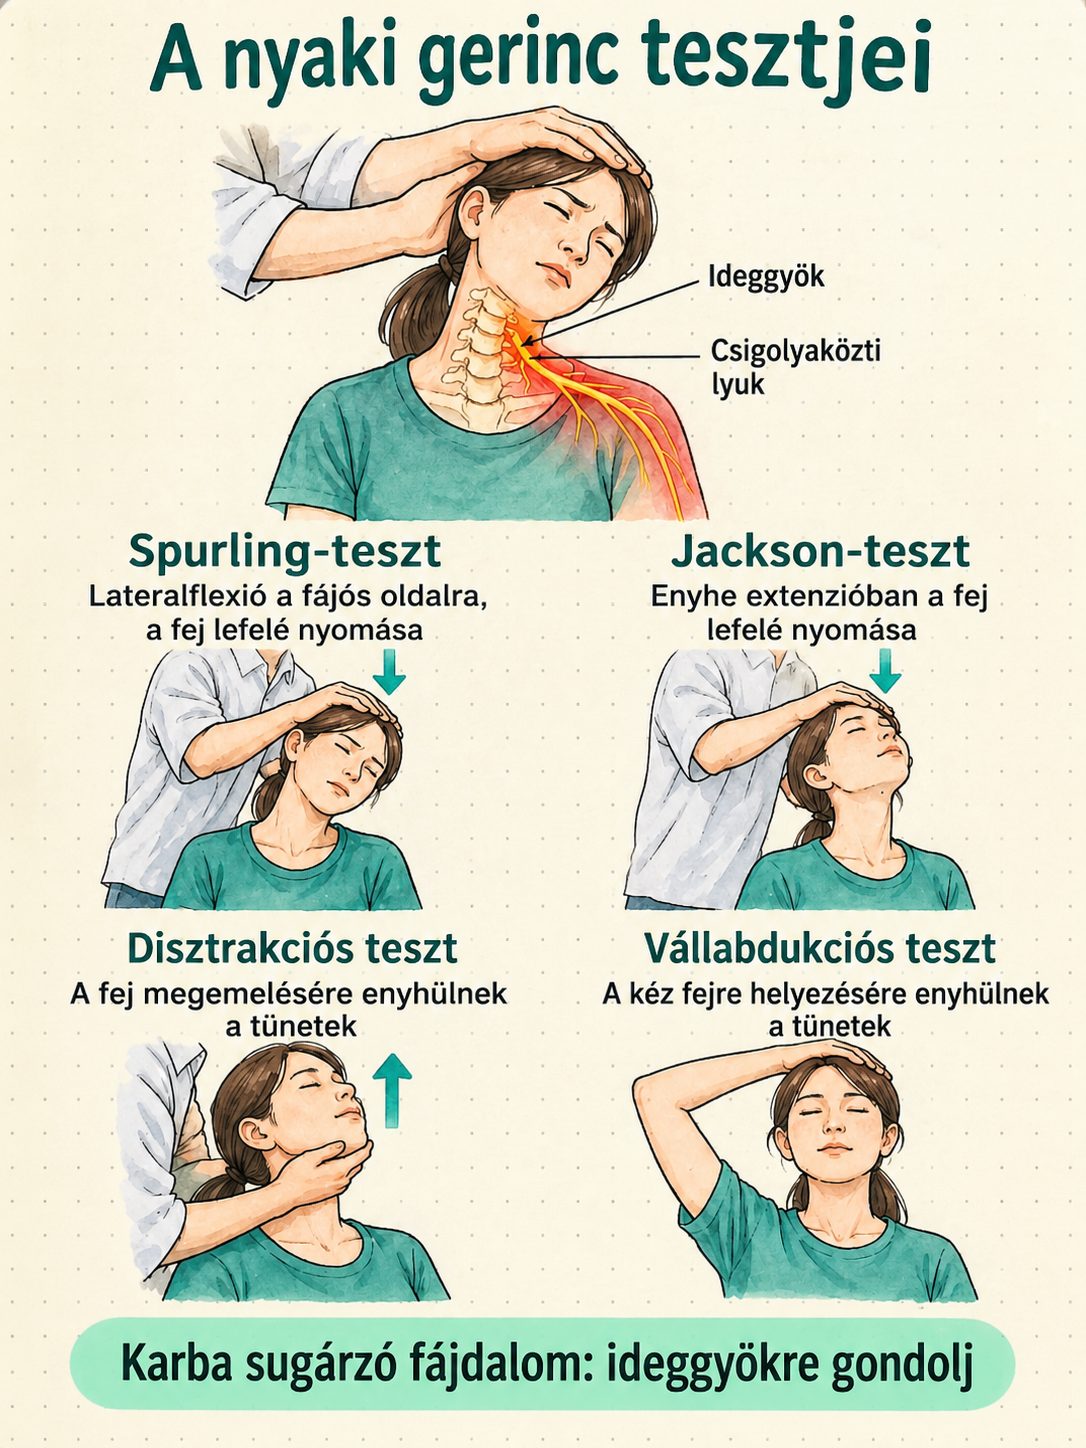 A nyaki gerinc tesztjei
Ideggyök
Csigolyaközti
lyuk
Spurling-teszt
Lateralflexió a fájós oldalra,
a fej lefelé nyomása
Jackson-teszt
Enyhe extenzióban a fej
lefelé nyomása
Disztrakciós teszt
A fej megemelésére enyhülnek
a tünetek
Vállabdukciós teszt
A kéz fejre helyezésére enyhülnek
a tünetek
Karba sugárzó fájdalom: ideggyökre gondolj